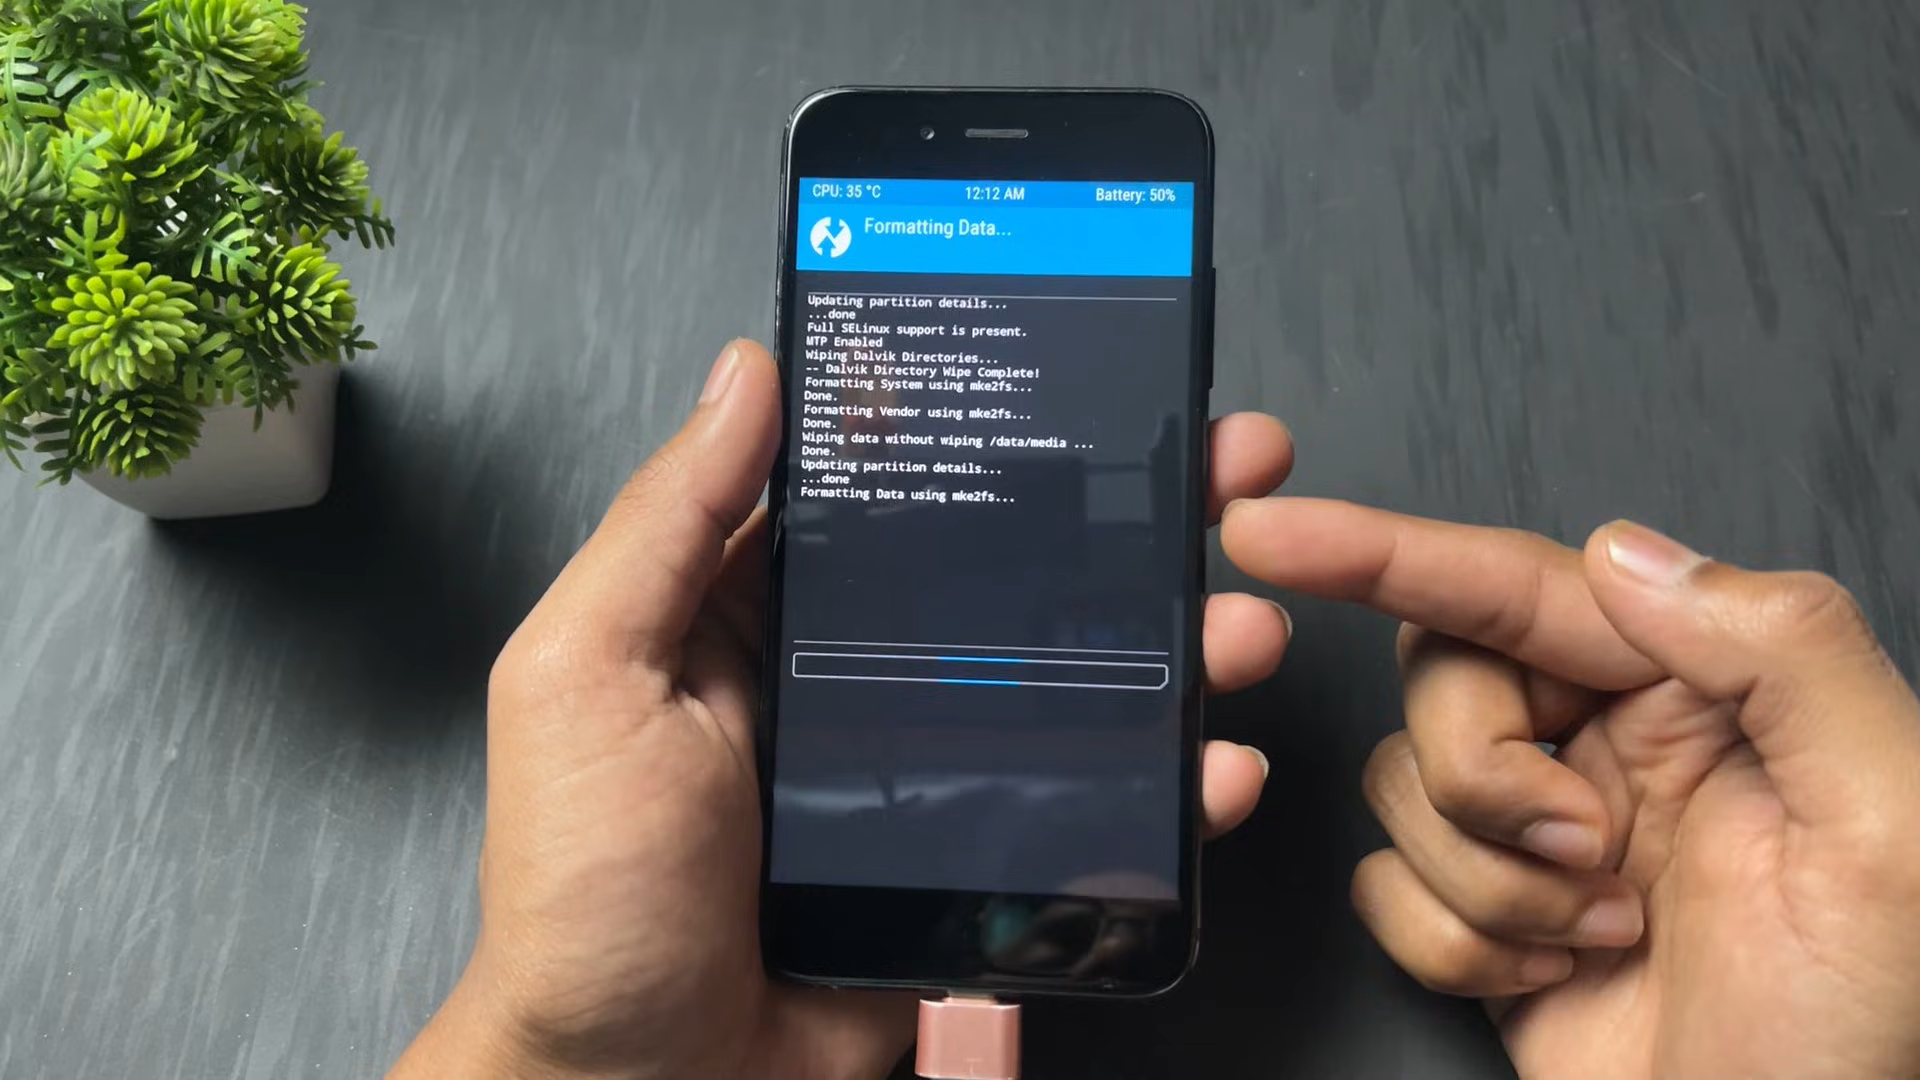 CPU: 35 °C 12:12 AM Battery: 50%
Formatting Data...
Updating partition details...
...done
Full SELinux support is present.
MTP Enabled
Wiping Dalvik Directories...
-- Dalvik Directory Wipe Complete!
Formatting System using mke2fs...
Done.
Formatting Vendor using mke2fs...
Done.
Wiping data without wiping /data/media ...
Done.
Updating partition details...
...done
Formatting Data using mke2fs...